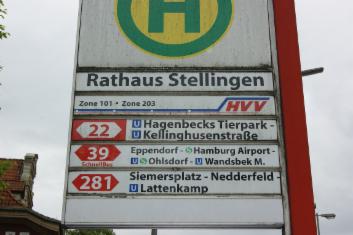 H
Rathaus Stellingen
Zone 101 • Zone 203 HVV
22 U Hagenbecks Tierpark -
U Kellinghusenstraße
39 Eppendorf - S Hamburg Airport -
SchnellBus U S Ohlsdorf - U Wandsbek M.
281 Siemersplatz - Nedderfeld -
U Lattenkamp